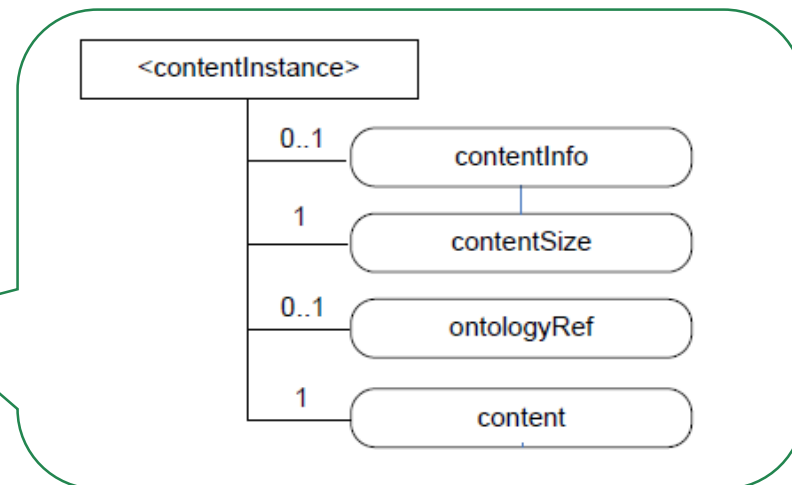 <contentInstance>
0..1
contentInfo
1
contentSize
0..1
ontologyRef
1
content